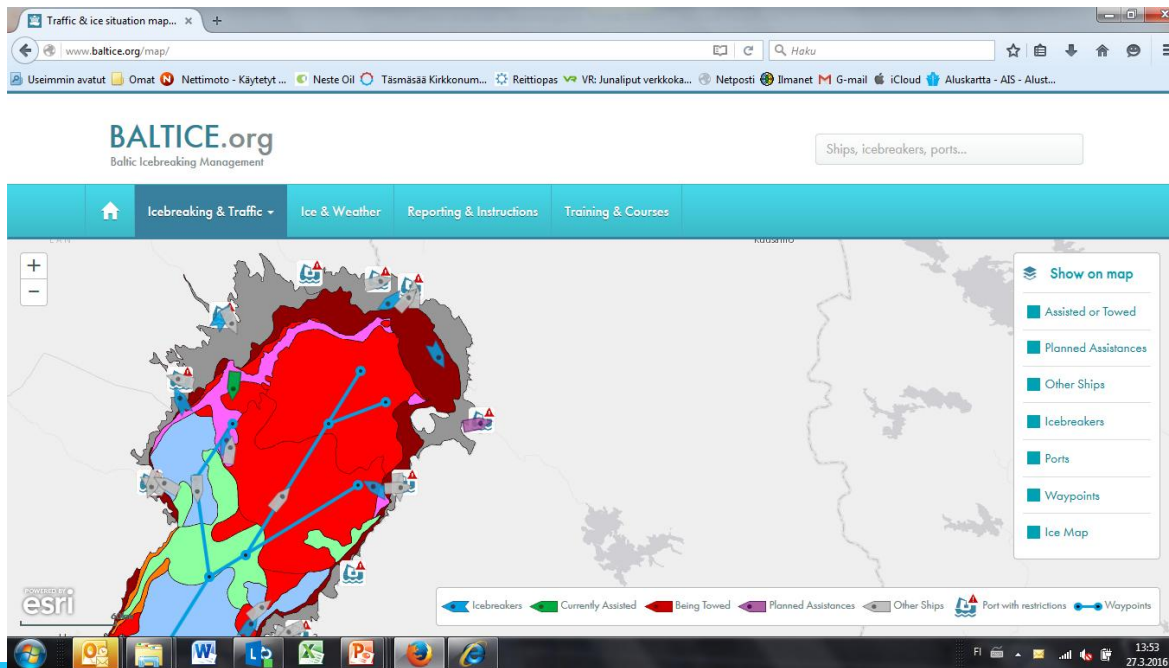 Traffic & ice situation map... × +
www.baltice.org/map/
Haku
Useimmin avatut Omat Nettimoto - Käytetyt ... Neste Oil Täsmäsää Kirkkonum... Reittiopas VR: Junaliput verkkoka... Netposti Ilmanet G-mail iCloud Aluskartta - AIS - Alust...
BALTICE.org
Baltic Icebreaking Management
Ships, icebreakers, ports...
Icebreaking & Traffic Ice & Weather Reporting & Instructions Training & Courses
+
−
Show on map
Assisted or Towed
Planned Assistances
Other Ships
Icebreakers
Ports
Waypoints
Ice Map
POWERED BY
esri
Icebreakers Currently Assisted Being Towed Planned Assistances Other Ships Port with restrictions Waypoints
FI
13:53
27.3.2016